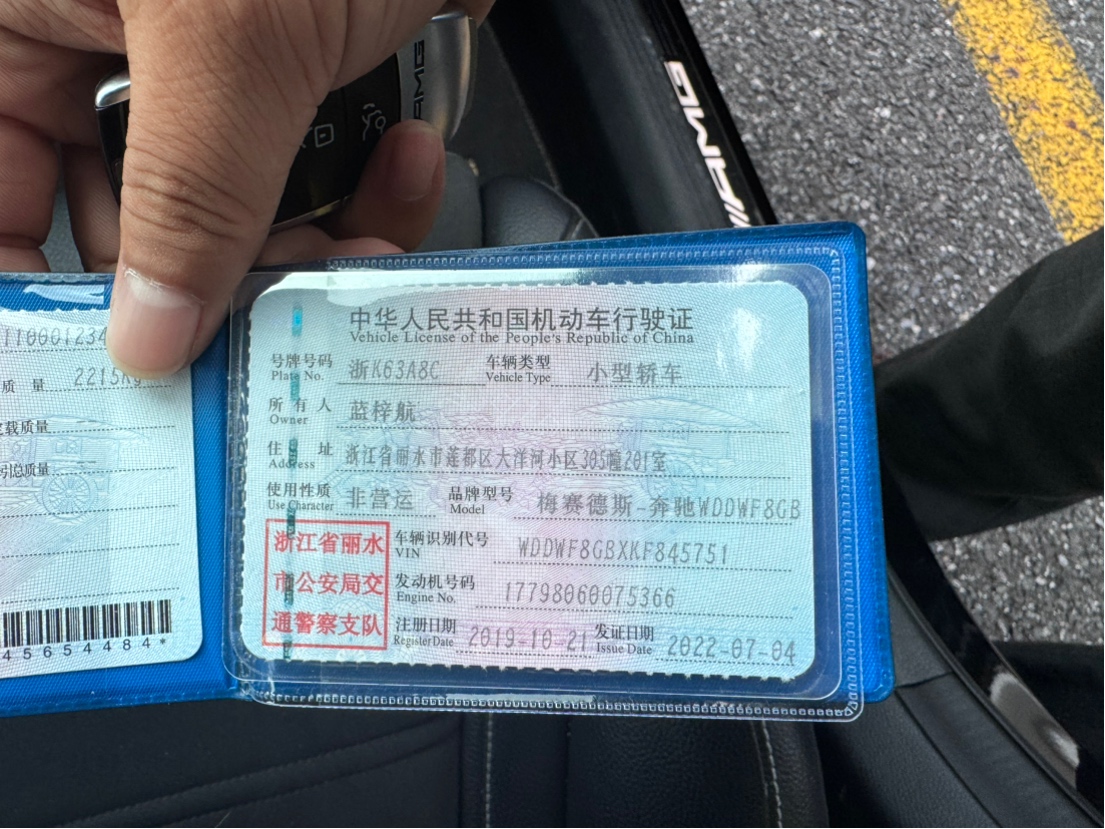 AMG
AMG
110001234
质 量 2215Kg
定载质量
引总质量
45654484*
中华人民共和国机动车行驶证
Vehicle License of the People's Republic of China
号牌号码 浙K63A8C 车辆类型 小型轿车
Plate No. Vehicle Type
所有人 蓝梓航
Owner
住 址 浙江省丽水市莲都区大洋河小区305幢201室
Address
使用性质 非营运 品牌型号 梅赛德斯-奔驰WDDWF8GB
Use Character Model
浙江省丽水
市公安局交
通警察支队
车辆识别代号 WDDWF8GBXKF845751
VIN
发动机号码 17798060075366
Engine No.
注册日期 2019-10-21 发证日期 2022-07-04
Register Date Issue Date